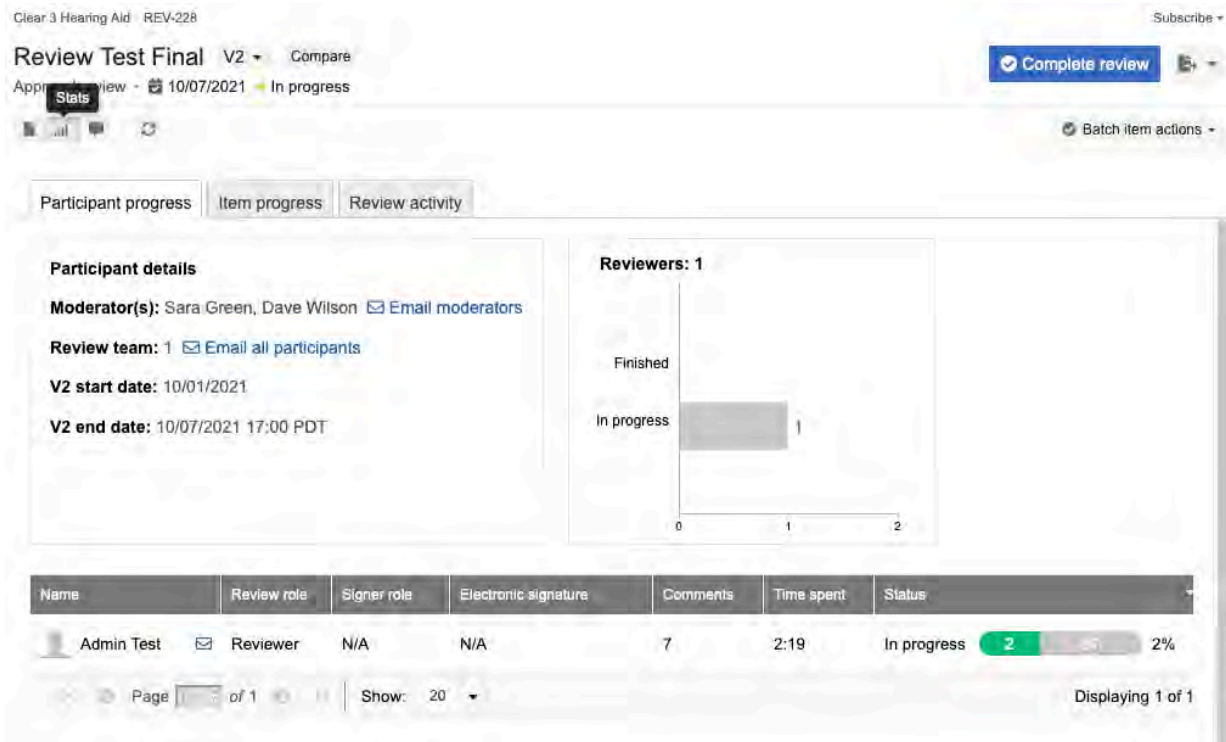 Clear 3 Hearing Aid REV-228
Subscribe
Review Test Final V2 Compare
Complete review
10/07/2021 In progress
Stats
Batch item actions
Participant progress Item progress Review activity
Participant details
Moderator(s): Sara Green, Dave Wilson Email moderators
Review team: 1 Email all participants
V2 start date: 10/01/2021
V2 end date: 10/07/2021 17:00 PDT
Reviewers: 1
Finished
In progress 1
0 1 2
Name Review role Signer role Electronic signature Comments Time spent Status
Admin Test Reviewer N/A N/A 7 2:19 In progress 2 2%
Page of 1 Show: 20 Displaying 1 of 1